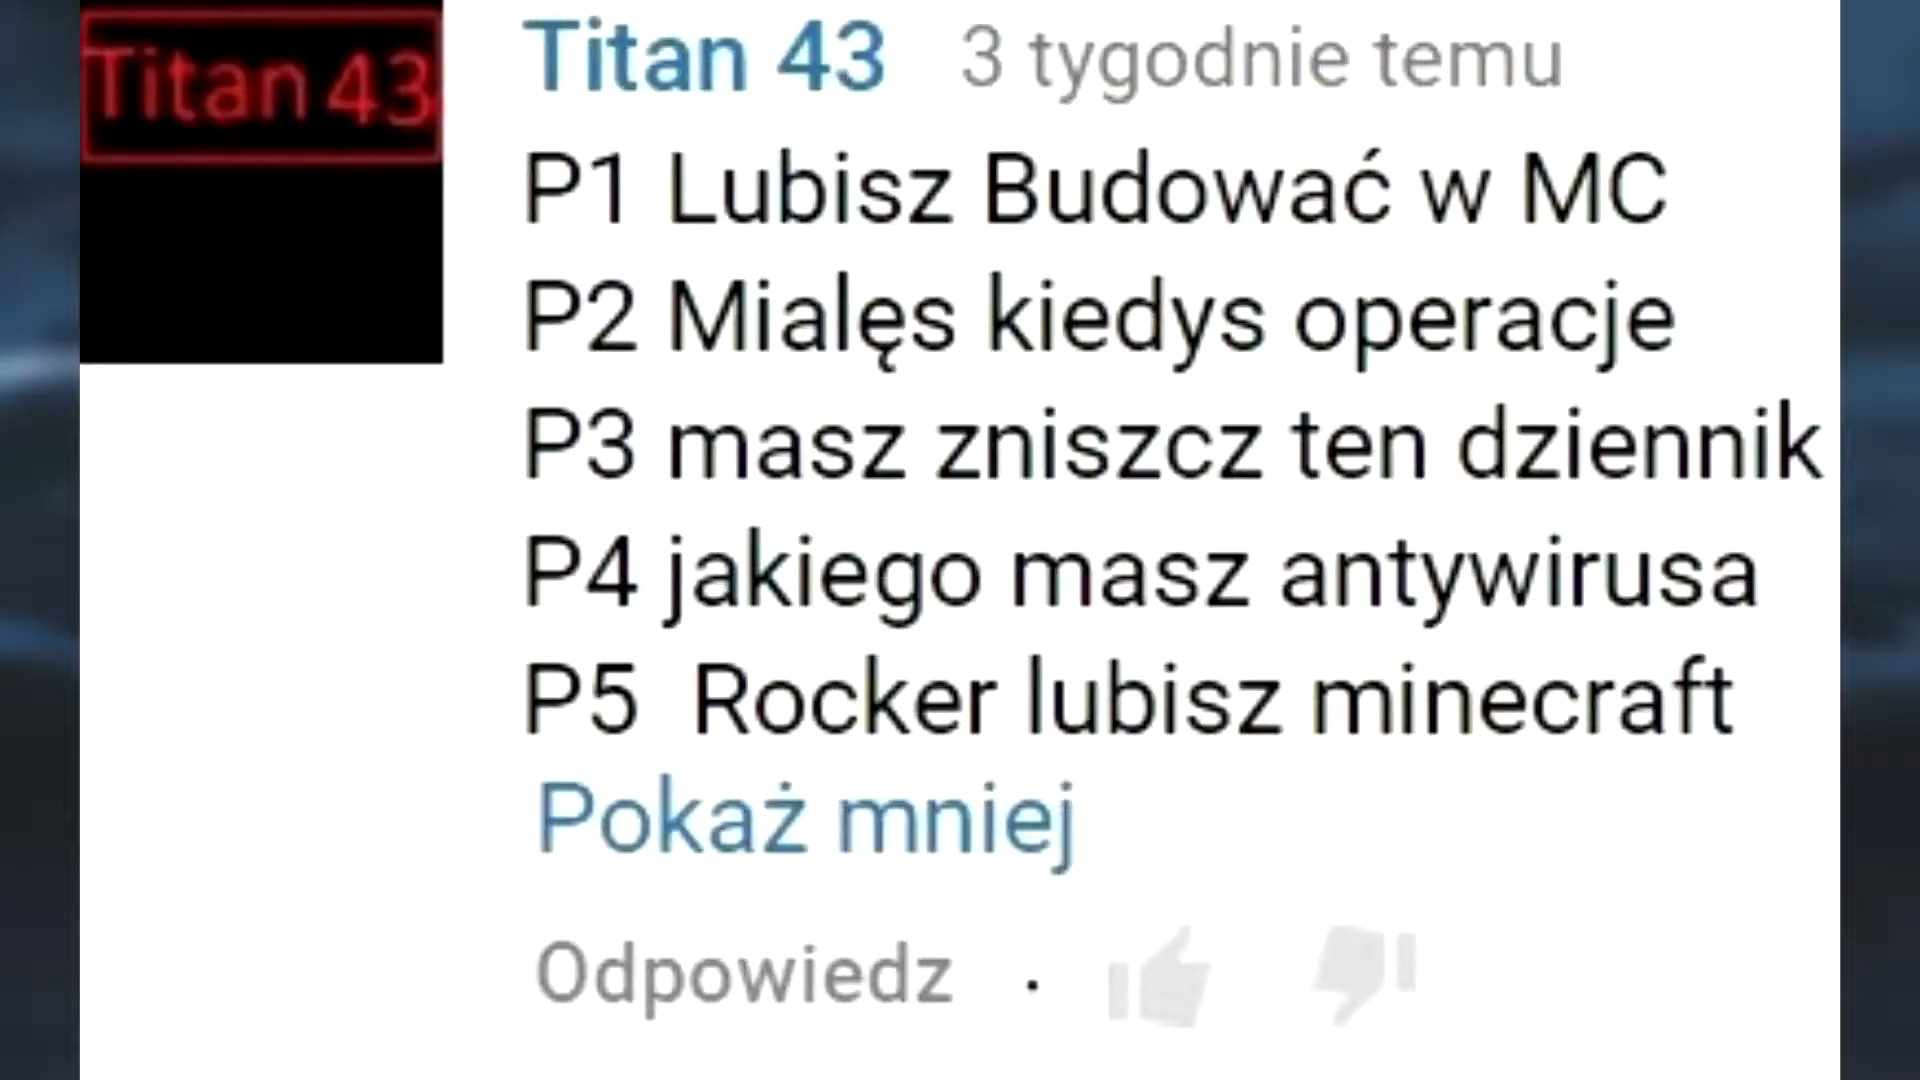 Titan 43
Titan 43 3 tygodnie temu
P1 Lubisz Budować w MC
P2 Mialęs kiedys operacje
P3 masz zniszcz ten dziennik
P4 jakiego masz antywirusa
P5 Rocker lubisz minecraft
Pokaż mniej
Odpowiedz ·